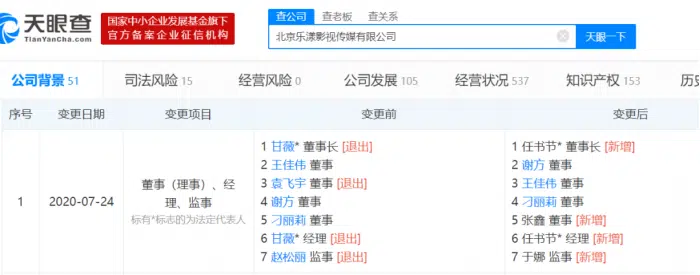 天眼查
TianYanCha.com
国家中小企业发展基金旗下
官方备案企业征信机构
查公司 查老板 查关系
北京乐漾影视传媒有限公司
天眼一下
公司背景 51 司法风险 15 经营风险 0 公司发展 105 经营状况 537 知识产权 153 历史
序号 变更日期 变更项目 变更前 变更后
1 2020-07-24
董事（理事）、经
理、监事
标有*标志的为法定代表人
1 甘薇* 董事长 [退出]
2 王佳伟 董事
3 袁飞宇 董事 [退出]
4 谢方 董事
5 刁丽莉 董事
6 甘薇* 经理 [退出]
7 赵松丽 监事 [退出]
1 任书节* 董事长 [新增]
2 谢方 董事
3 王佳伟 董事
4 刁丽莉 董事
5 张鑫 董事 [新增]
6 任书节* 经理 [新增]
7 于娜 监事 [新增]